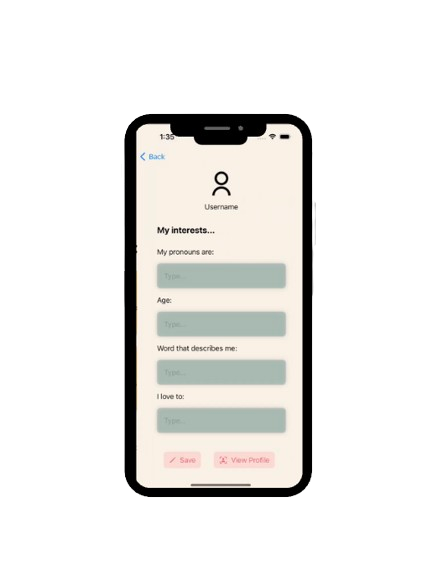 1:35
Back
Username
My interests...
My pronouns are:
Type...
Age:
Type...
Word that describes me:
Type...
I love to:
Type...
Save View Profile